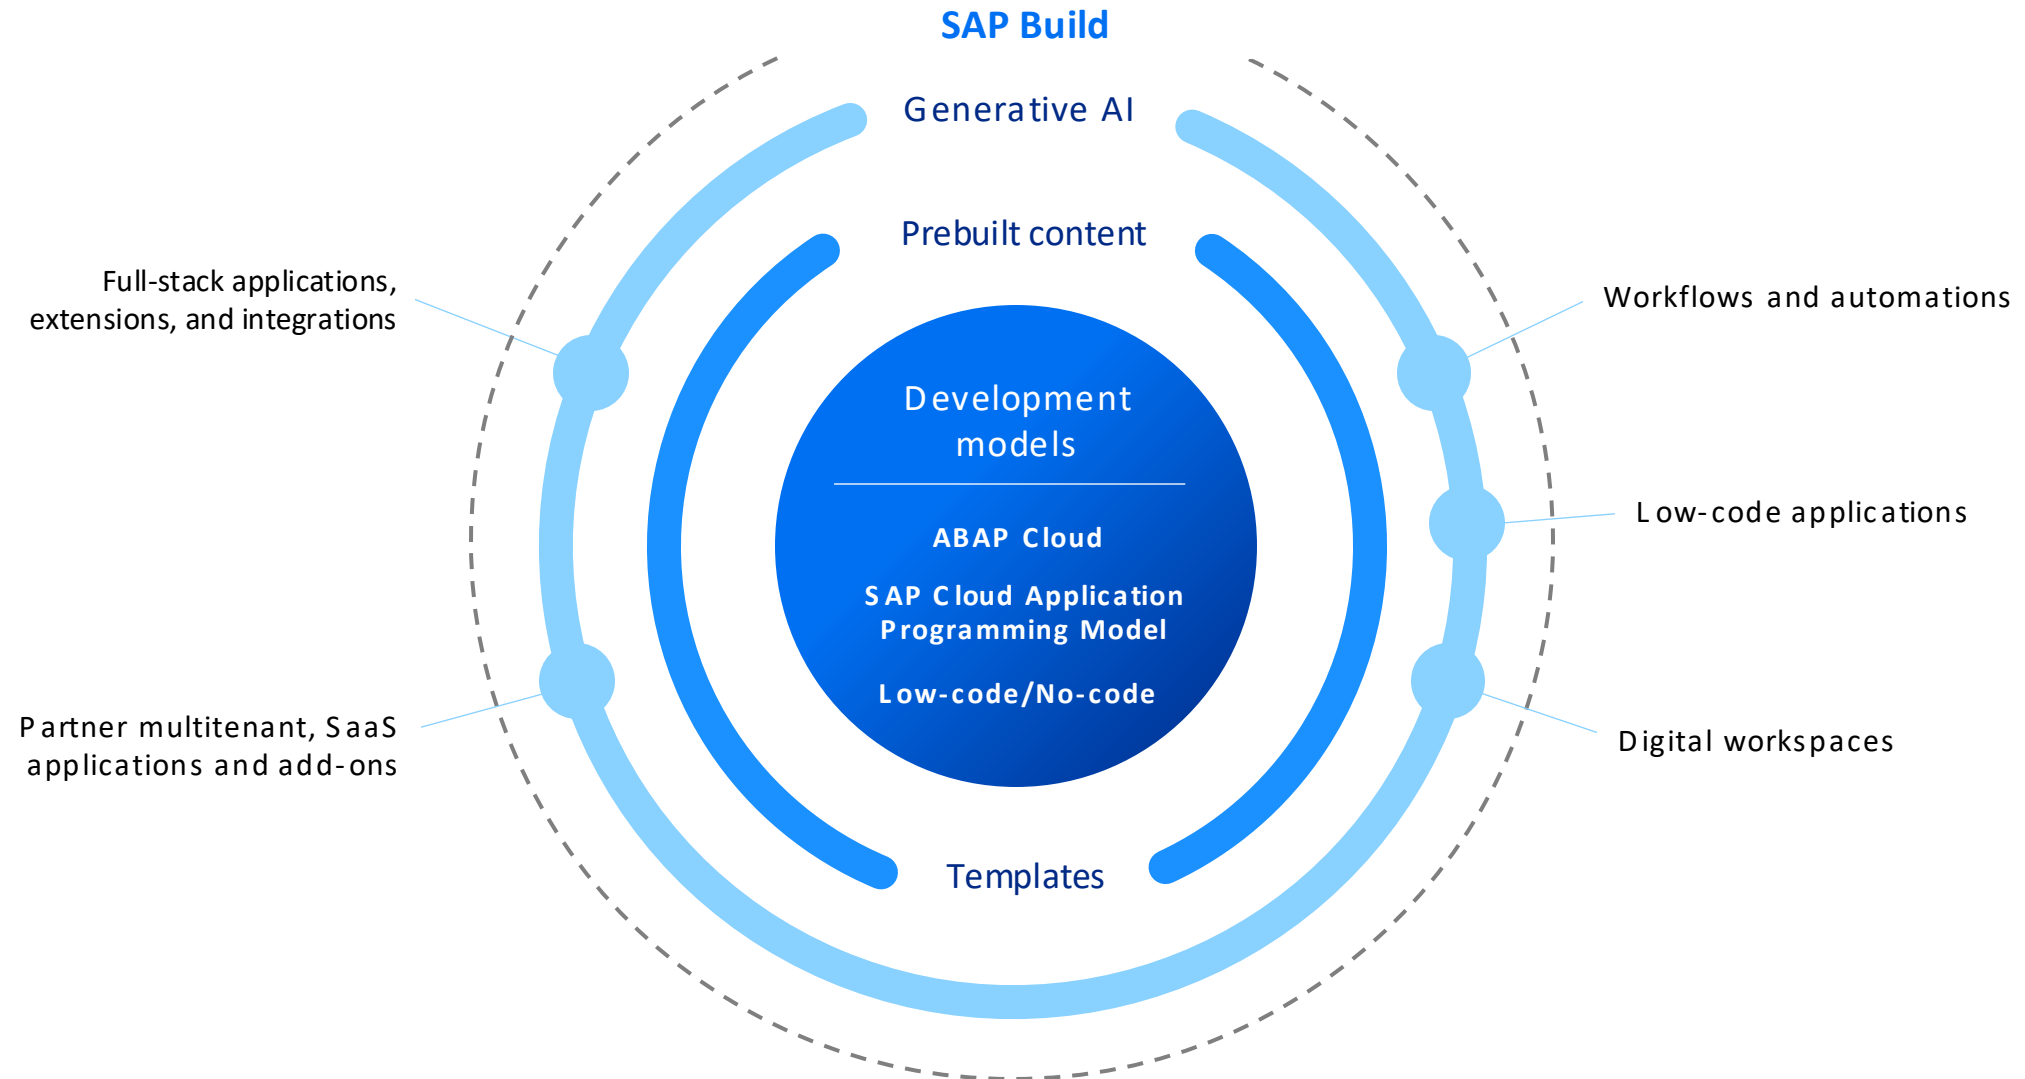 SAP Build
Generative AI
Prebuilt content
Full-stack applications,
extensions, and integrations
Workflows and automations
Development
models
ABAP Cloud
Low-code applications
SAP Cloud Application
Programming Model
Low-code/No-code
Partner multitenant, SaaS
applications and add-ons
Digital workspaces
Templates